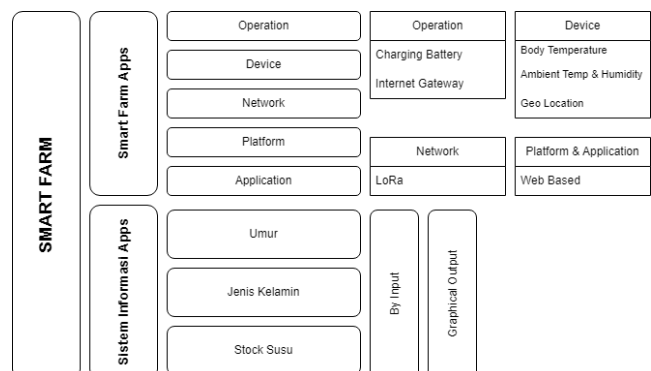 SMART FARM
Smart Farm Apps
Operation
Device
Network
Platform
Application
Operation
Charging Battery
Internet Gateway
Device
Body Temperature
Ambient Temp & Humidity
Geo Location
Network
LoRa
Platform & Application
Web Based
Sistem Informasi Apps
Umur
Jenis Kelamin
Stock Susu
By Input
Graphical Output